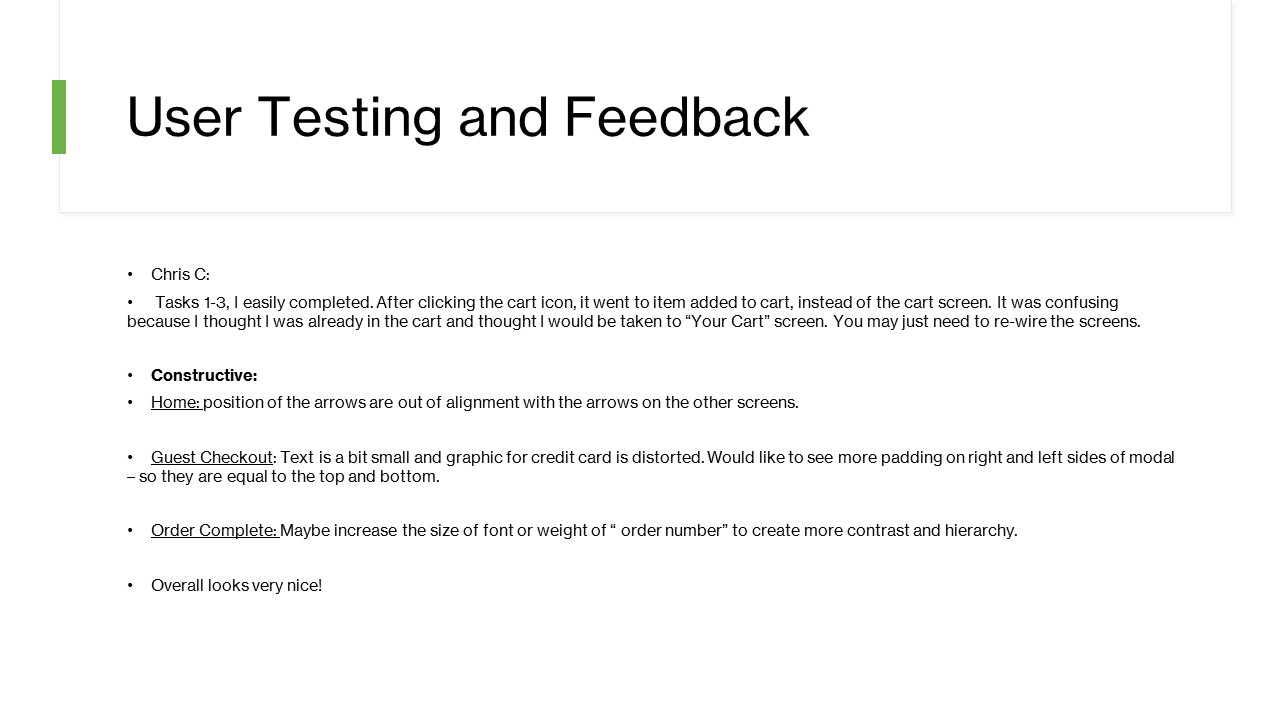 User Testing and Feedback
• Chris C:
• Tasks 1-3, I easily completed. After clicking the cart icon, it went to item added to cart, instead of the cart screen. It was confusing
because I thought I was already in the cart and thought I would be taken to “Your Cart” screen. You may just need to re-wire the screens.
• Constructive:
• Home: position of the arrows are out of alignment with the arrows on the other screens.
• Guest Checkout: Text is a bit small and graphic for credit card is distorted. Would like to see more padding on right and left sides of modal
– so they are equal to the top and bottom.
• Order Complete: Maybe increase the size of font or weight of “ order number” to create more contrast and hierarchy.
• Overall looks very nice!